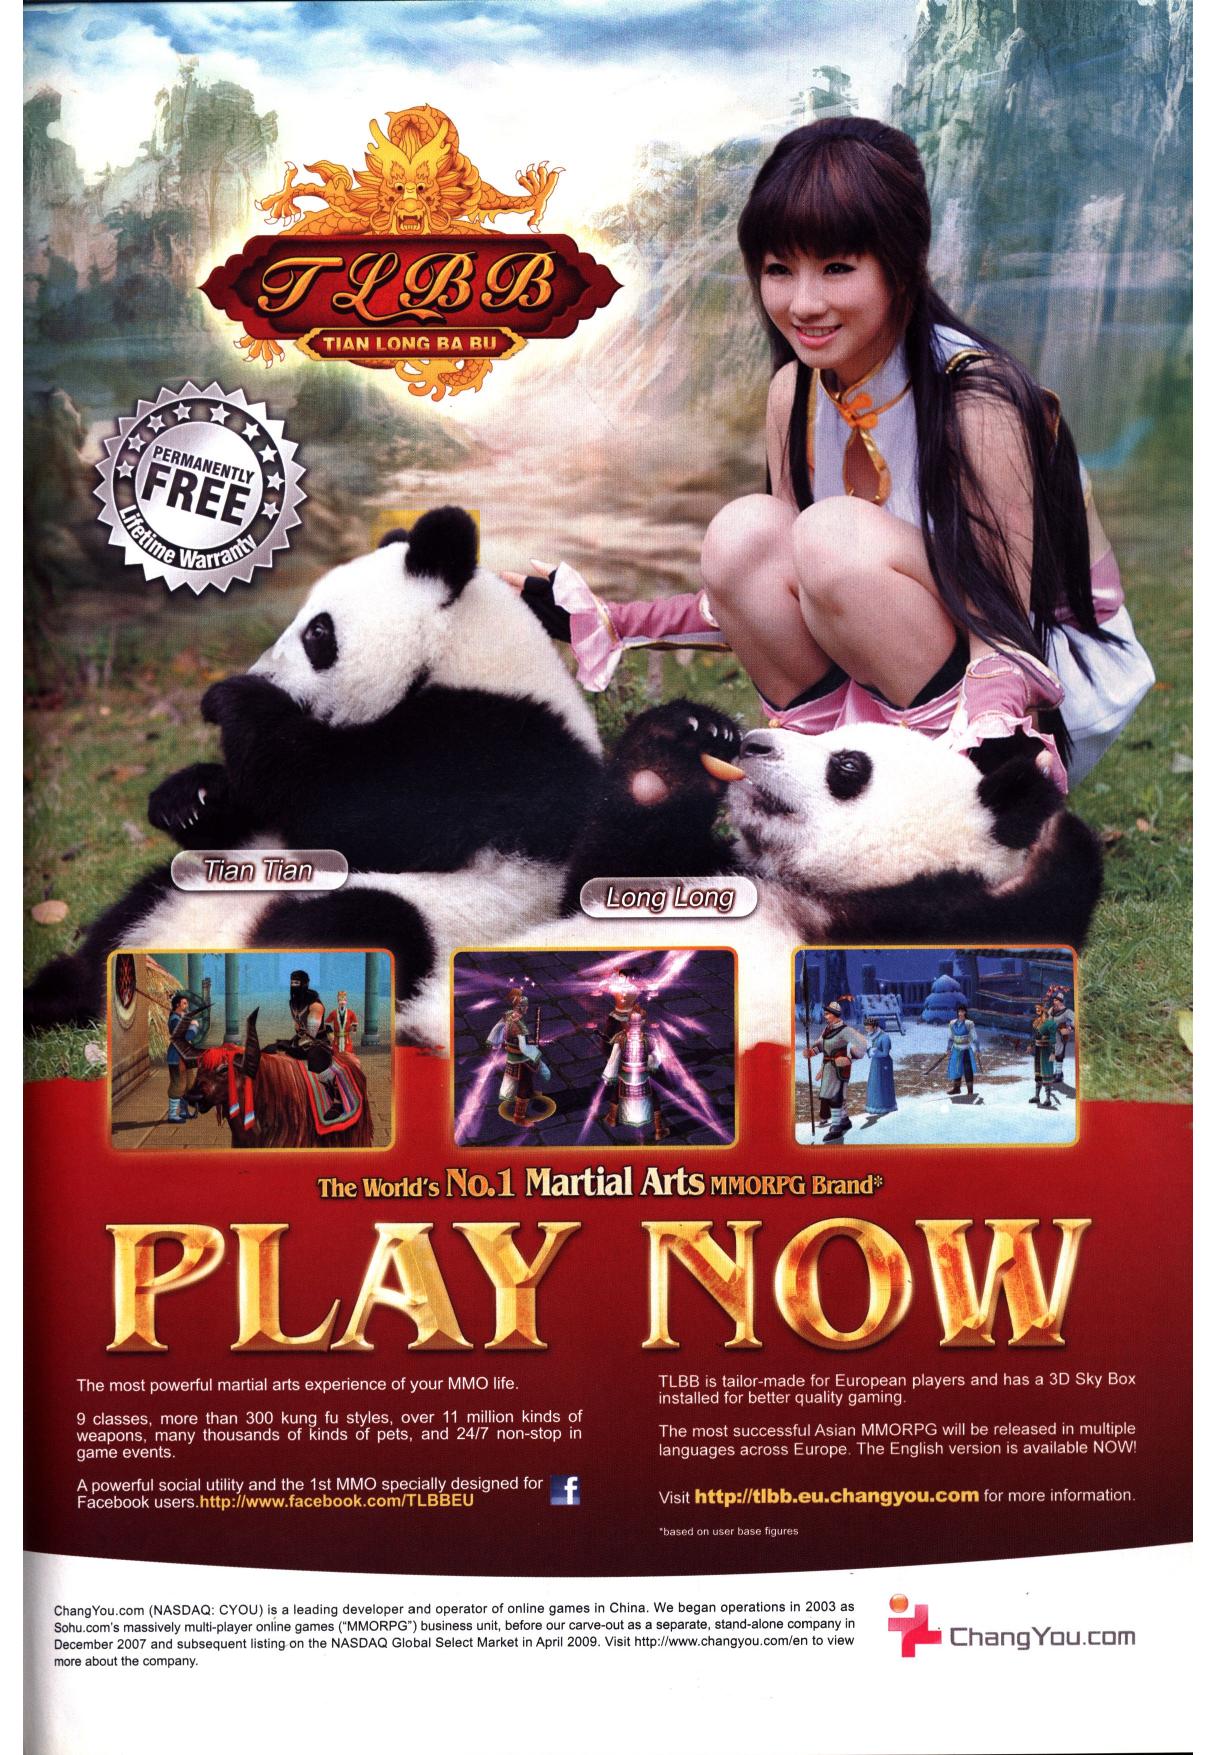 TLBB
TIAN LONG BA BU
PERMANENTLY
FREE
Lifetime Warranty
Tian Tian
Long Long
The World's No.1 Martial Arts MMORPG Brand*
PLAY NOW
The most powerful martial arts experience of your MMO life.
9 classes, more than 300 kung fu styles, over 11 million kinds of
weapons, many thousands of kinds of pets, and 24/7 non-stop in
game events.
A powerful social utility and the 1st MMO specially designed for
Facebook users.http://www.facebook.com/TLBBEU
f
TLBB is tailor-made for European players and has a 3D Sky Box
installed for better quality gaming.
The most successful Asian MMORPG will be released in multiple
languages across Europe. The English version is available NOW!
Visit http://tlbb.eu.changyou.com for more information.
*based on user base figures
ChangYou.com (NASDAQ: CYOU) is a leading developer and operator of online games in China. We began operations in 2003 as
Sohu.com's massively multi-player online games ("MMORPG") business unit, before our carve-out as a separate, stand-alone company in
December 2007 and subsequent listing on the NASDAQ Global Select Market in April 2009. Visit http://www.changyou.com/en to view
more about the company.
ChangYou.com